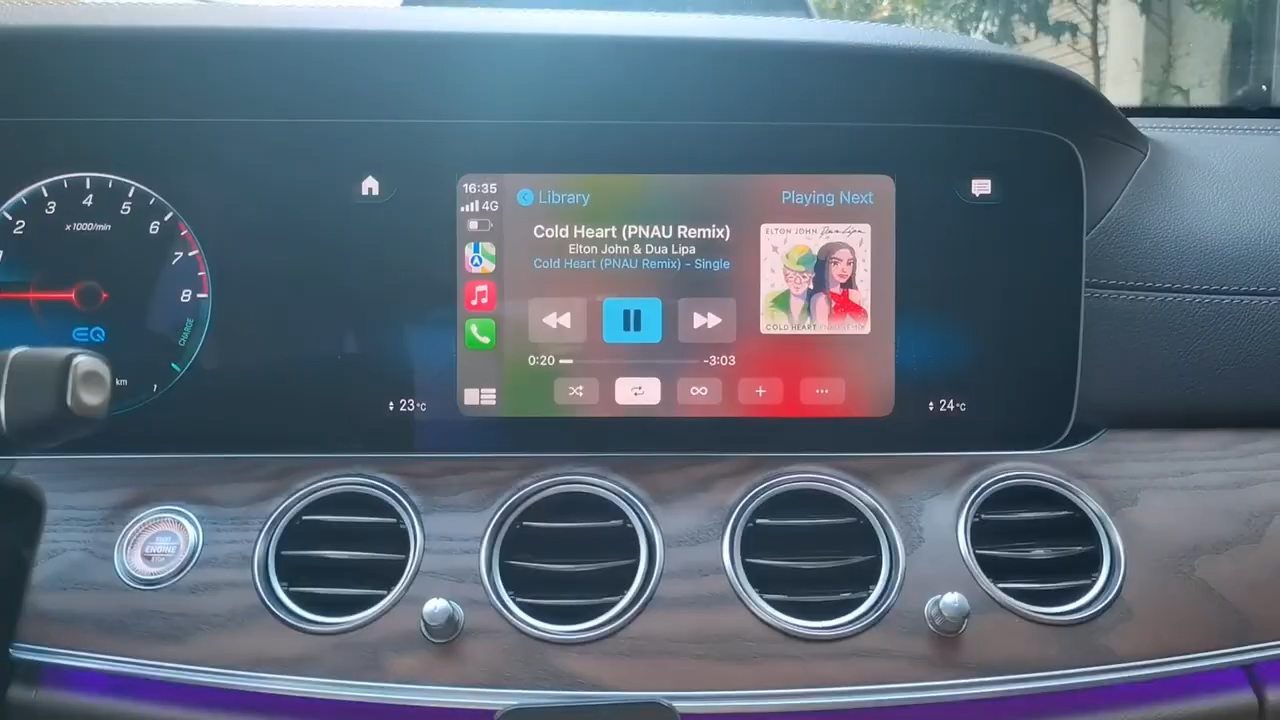 2
3
4
5
6
7
8
x1000/min
EQ
CHARGE
km
1
16:35
4G
Library
Playing Next
Cold Heart (PNAU Remix)
Elton John & Dua Lipa
Cold Heart (PNAU Remix) – Single
ELTON JOHN Dua Lipa
COLD HEART
0:20
-3:03
23°C
24°C
START
ENGINE
STOP